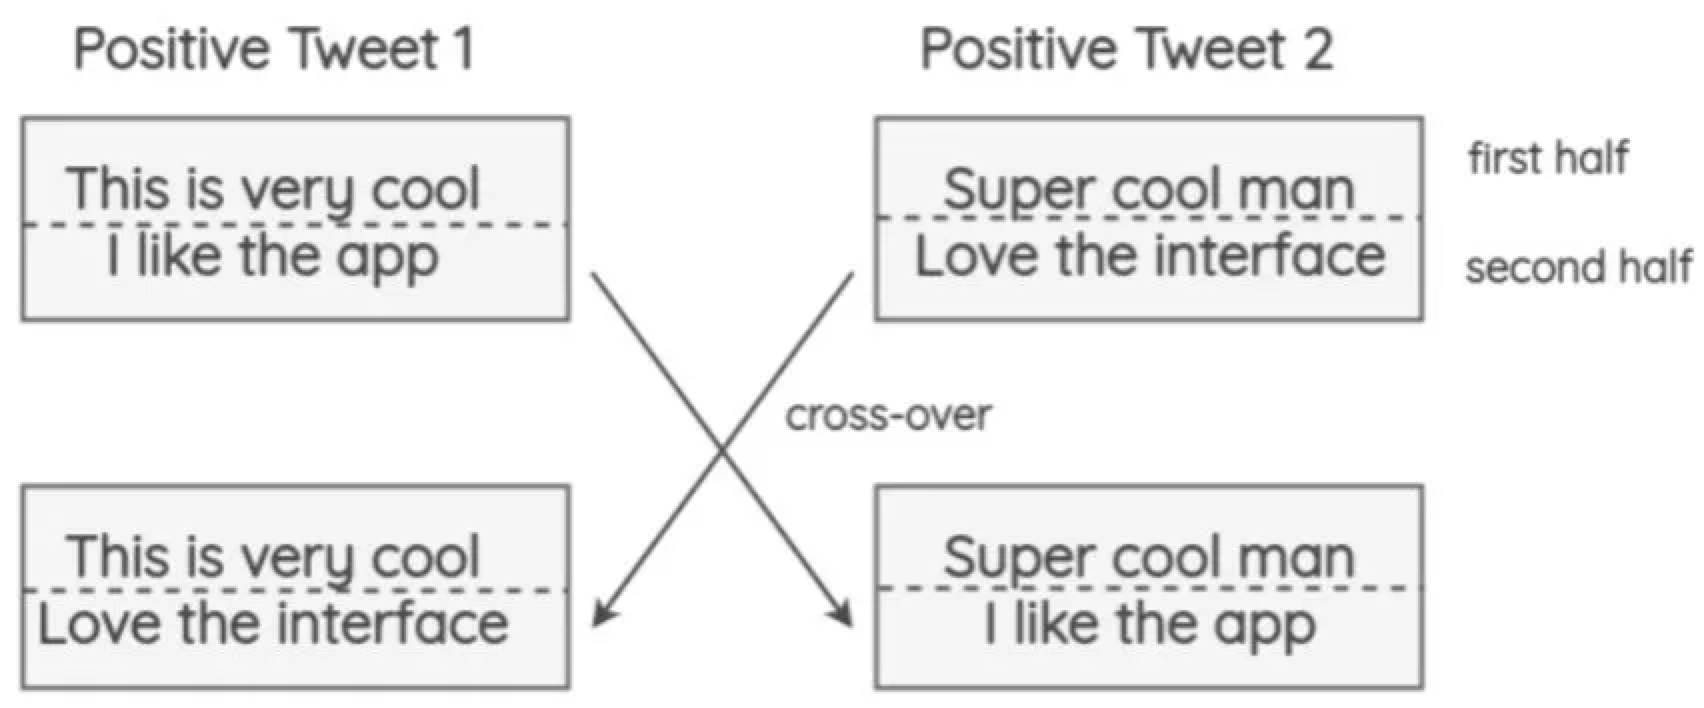 Positive Tweet 1
Positive Tweet 2
This is very cool
I like the app
Super cool man
Love the interface
first half
second half
cross-over
This is very cool
Love the interface
Super cool man
I like the app